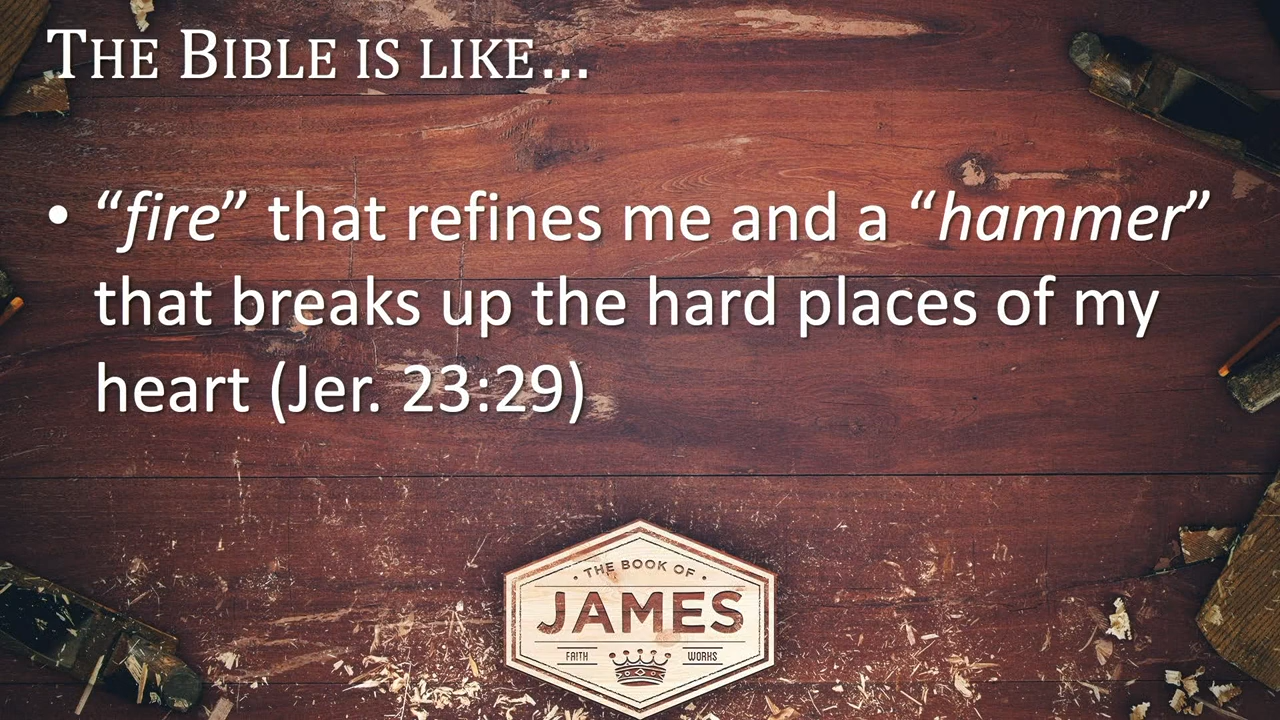 THE BIBLE IS LIKE…
• “fire” that refines me and a “hammer”
that breaks up the hard places of my
heart (Jer. 23:29)
· THE BOOK OF ·
JAMES
FAITH WORKS